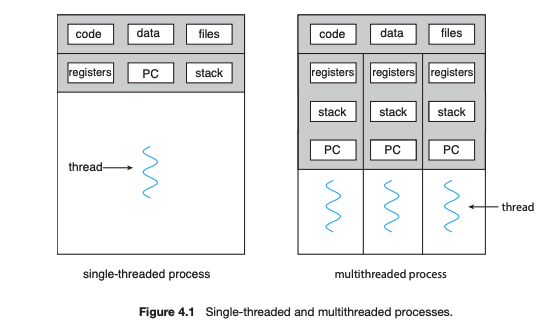 code data files
registers PC stack
thread
single-threaded process
code data files
registers registers registers
stack stack stack
PC PC PC
thread
multithreaded process
Figure 4.1 Single-threaded and multithreaded processes.